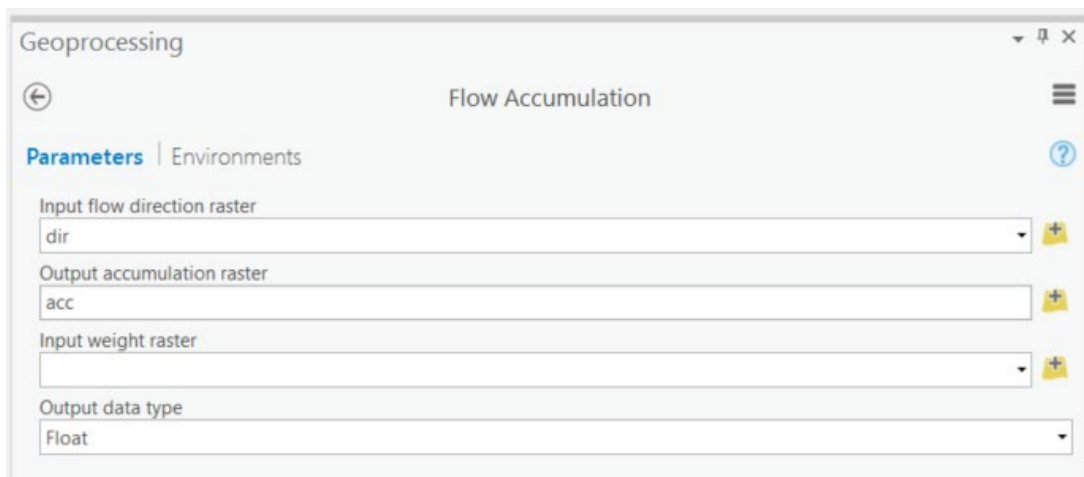 Geoprocessing
Flow Accumulation
Parameters | Environments
Input flow direction raster
dir
Output accumulation raster
acc
Input weight raster
Output data type
Float